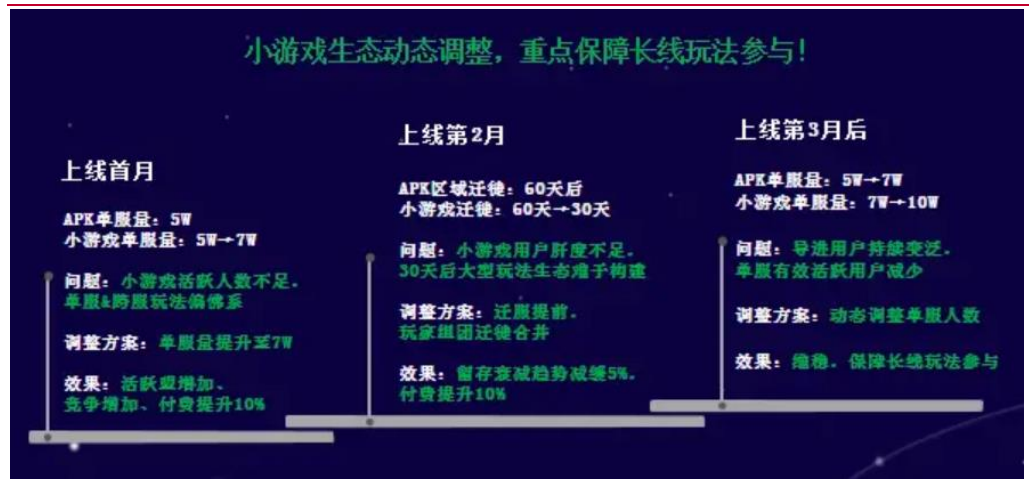 小游戏生态动态调整，重点保障长线玩法参与！
上线首月
APK单服量：5W
小游戏单服量：5W→7W
问题：小游戏活跃人数不足，
单服&跨服玩法偏佛系
调整方案：单服量提升至7W
效果：活跃盟增加、
竞争增加、付费提升10%
上线第2月
APK区域迁徙：60天后
小游戏迁徙：60天→30天
问题：小游戏用户肝度不足，
30天后大型玩法生态难于构建
调整方案：迁服提前，
玩家组团迁徙合并
效果：留存衰减趋势减缓5%，
付费提升10%
上线第3月后
APK单服量：5W→7W
小游戏单服量：7W→10W
问题：导进用户持续变泛，
单服有效活跃用户减少
调整方案：动态调整单服人数
效果：维稳，保障长线玩法参与